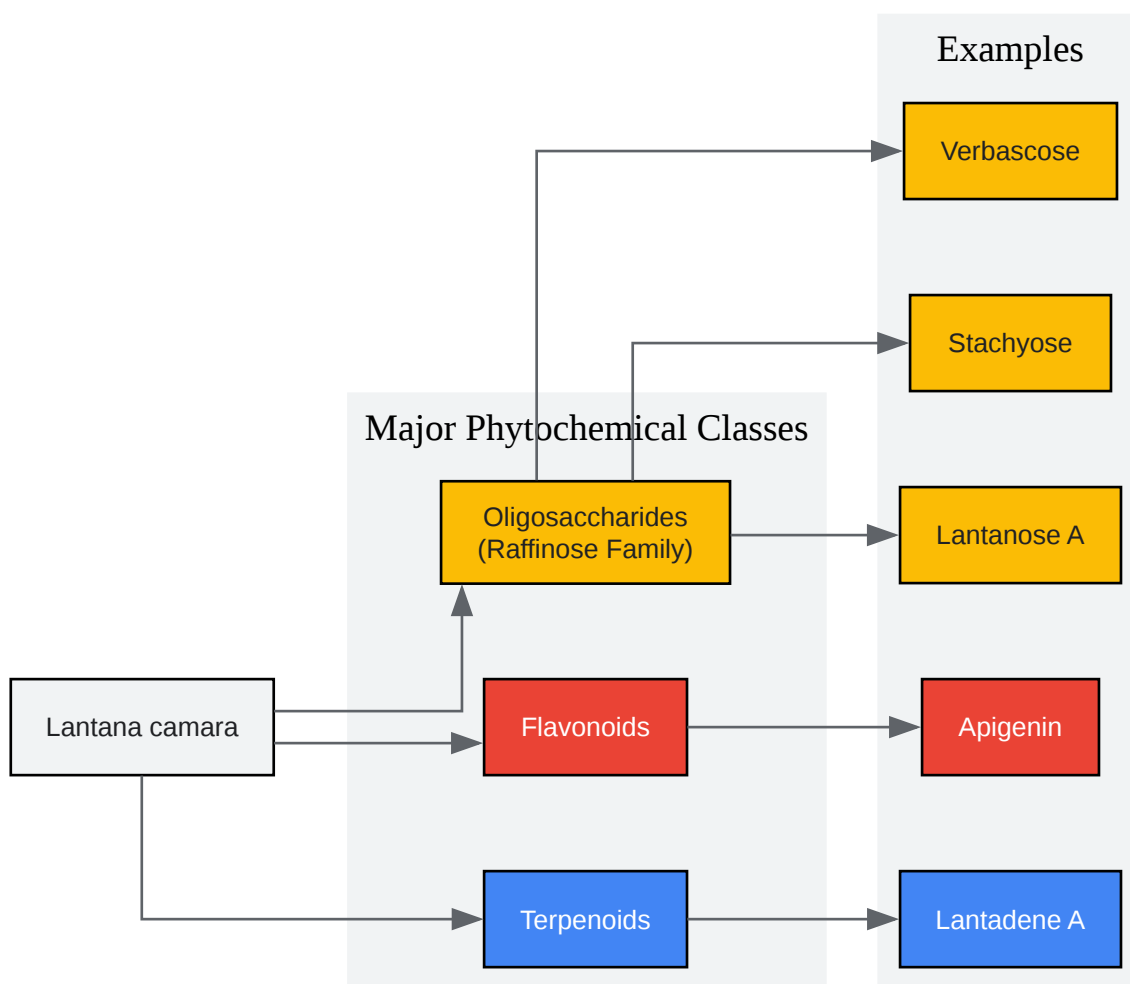 Examples
Verbascose
Stachyose
Major Phytochemical Classes
Oligosaccharides
(Raffinose Family)
Lantanose A
Lantana camara
Flavonoids
Apigenin
Terpenoids
Lantadene A